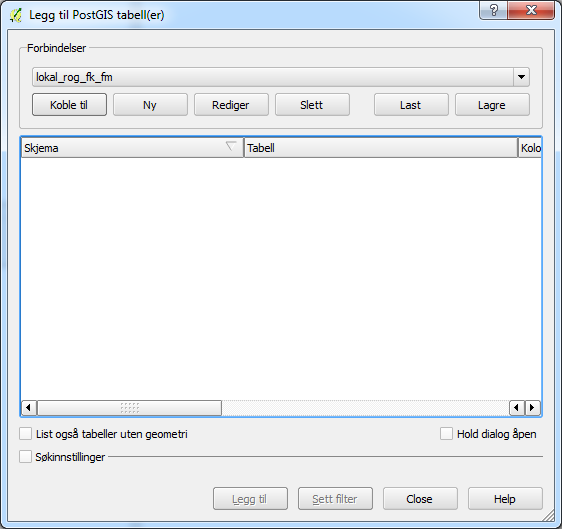 Legg til PostGIS tabell(er)
Forbindelser
lokal_rog_fk_fm
Koble til Ny Rediger Slett Last Lagre
Skjema Tabell Kolo
List også tabeller uten geometri Hold dialog åpen
Søkinnstillinger
Legg til Sett filter Close Help